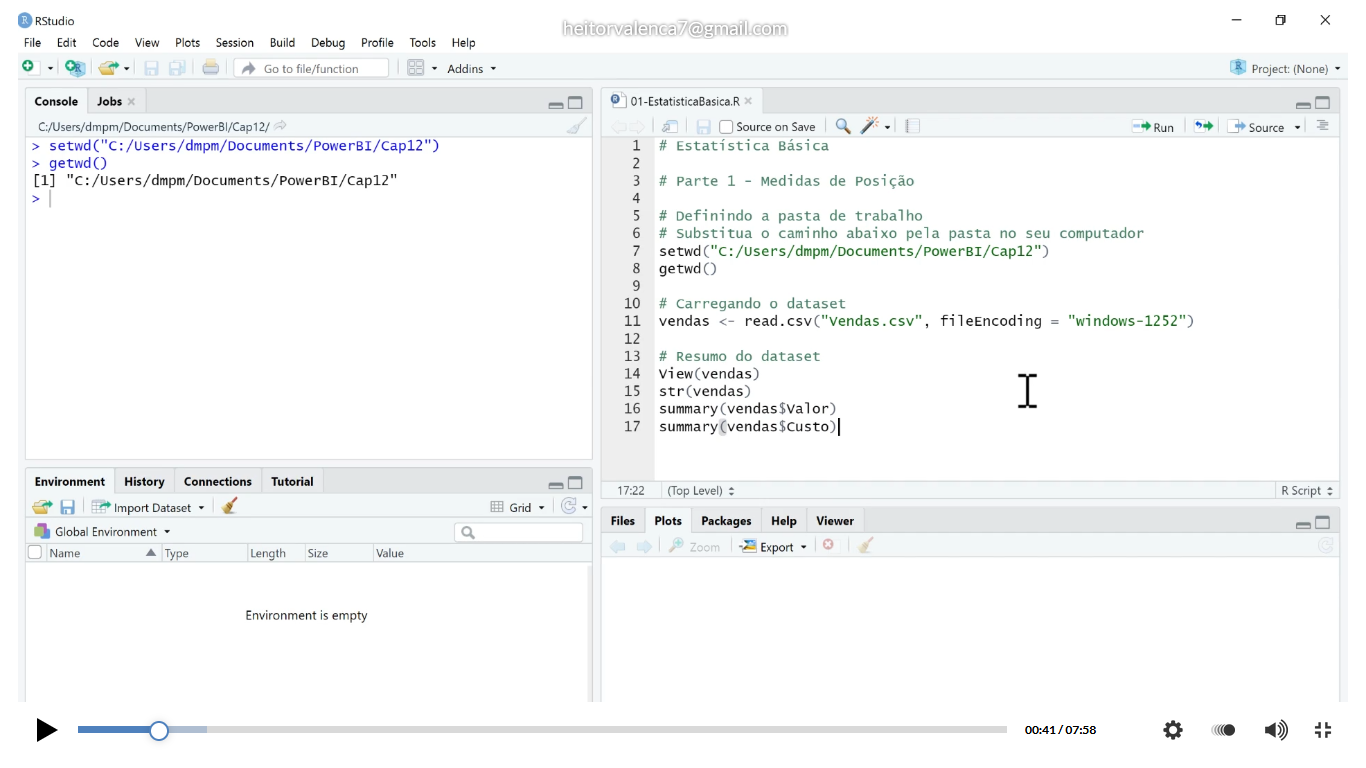 RStudio
heitorvalenca7@gmail.com
File Edit Code View Plots Session Build Debug Profile Tools Help
Go to file/function Addins Project: (None)
Console Jobs
C:/Users/dmpm/Documents/PowerBI/Cap12/
> setwd("C:/Users/dmpm/Documents/PowerBI/Cap12")
> getwd()
[1] "C:/Users/dmpm/Documents/PowerBI/Cap12"
>
Environment History Connections Tutorial
Import Dataset Grid
Global Environment
Name Type Length Size Value
Environment is empty
01-EstatisticaBasica.R
Source on Save Run Source
1 # Estatística Básica
2
3 # Parte 1 - Medidas de Posição
4
5 # Definindo a pasta de trabalho
6 # Substitua o caminho abaixo pela pasta no seu computador
7 setwd("C:/Users/dmpm/Documents/PowerBI/Cap12")
8 getwd()
9
10 # Carregando o dataset
11 vendas <- read.csv("Vendas.csv", fileEncoding = "windows-1252")
12
13 # Resumo do dataset
14 View(vendas)
15 str(vendas)
16 summary(vendas$Valor)
17 summary(vendas$Custo)
17:22 (Top Level) R Script
Files Plots Packages Help Viewer
Zoom Export
00:41 / 07:58